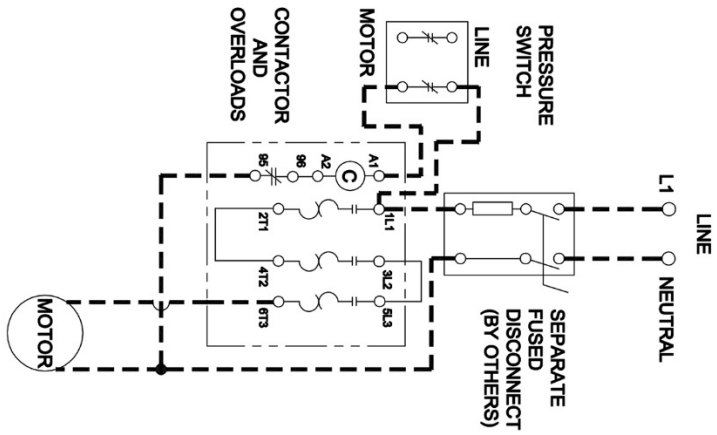 LINE
L1
NEUTRAL
SEPARATE
FUSED
DISCONNECT
(BY OTHERS)
PRESSURE
SWITCH
LINE
MOTOR
CONTACTOR
AND
OVERLOADS
A1
C
A2
96
95
1L1
2T1
3L2
4T2
5L3
6T3
MOTOR